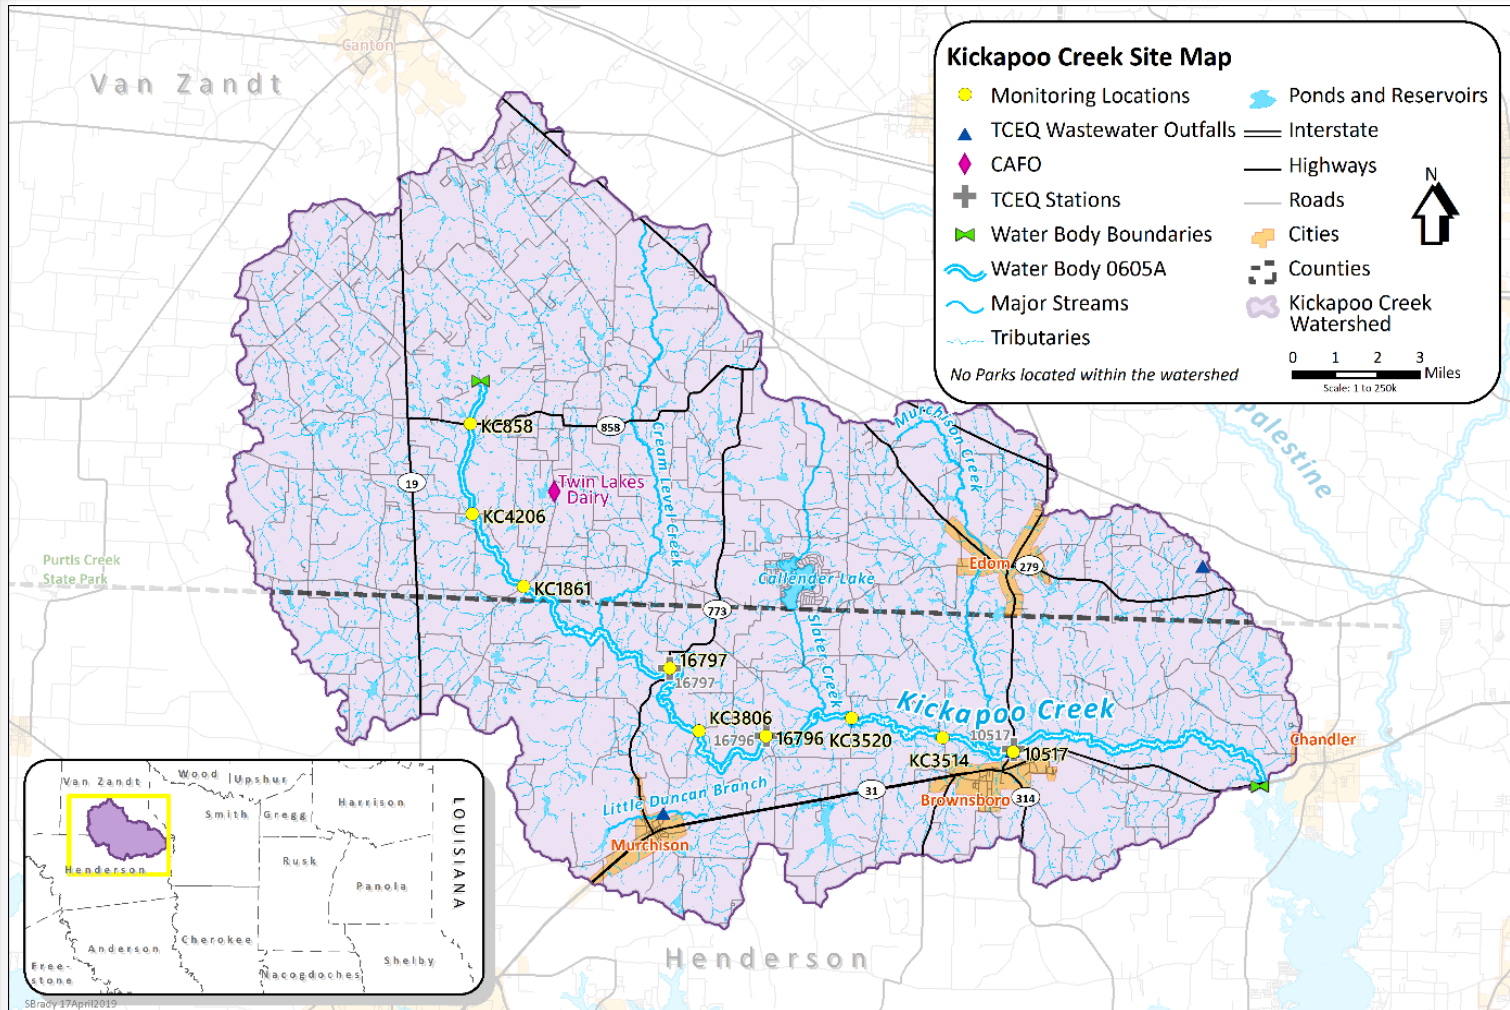 Canton
Van Zandt
Kickapoo Creek Site Map
Monitoring Locations
TCEQ Wastewater Outfalls
CAFO
TCEQ Stations
Water Body Boundaries
Water Body 0605A
Major Streams
Tributaries
No Parks located within the watershed
Ponds and Reservoirs
Interstate
Highways
Roads
Cities
Counties
Kickapoo Creek
Watershed
N
0 1 2 3
Miles
Scale: 1 to 250k
Palestine
Murchison Creek
KC858
858
Cream Level Creek
19
Twin Lakes
Dairy
KC4206
Purtis Creek
State Park
KC1861
Callender Lake
Edom
279
773
Slater Creek
16797
16797
Kickapoo Creek
KC3806
16796
16796
KC3520
KC3514
10517
10517
Chandler
Little Duncan Branch
31
Brownsboro
314
Murchison
Henderson
Van Zandt
Wood
Upshur
Harrison
Smith
Gregg
Rusk
Henderson
Panola
LOUISIANA
Anderson
Cherokee
Shelby
Nacogdoches
Free-
stone
SBrady 17April2019